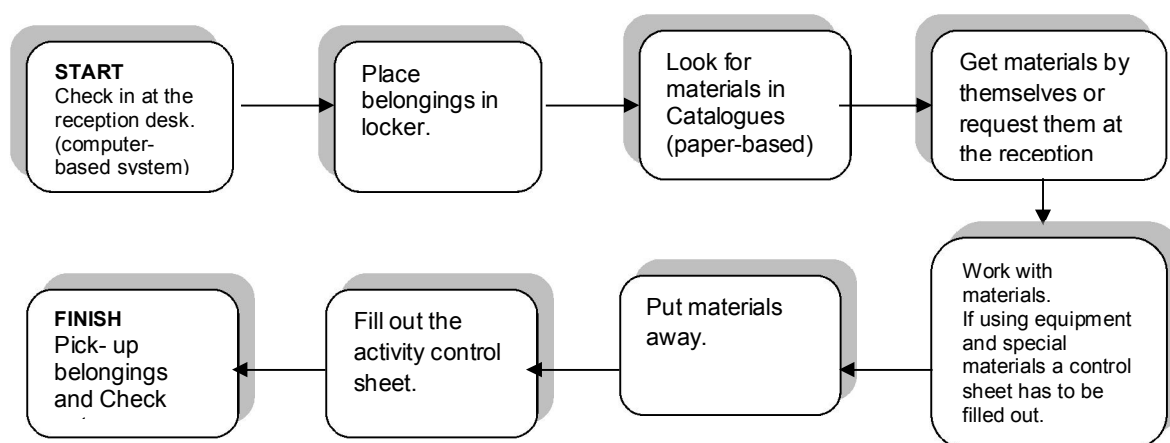 START
Check in at the
reception desk.
(computer-
based system)
Place
belongings in
locker.
Look for
materials in
Catalogues
(paper-based)
Get materials by
themselves or
request them at
the reception
Work with
materials.
If using equipment
and special
materials a control
sheet has to be
filled out.
Put materials
away.
Fill out the
activity control
sheet.
FINISH
Pick- up
belongings
and Check